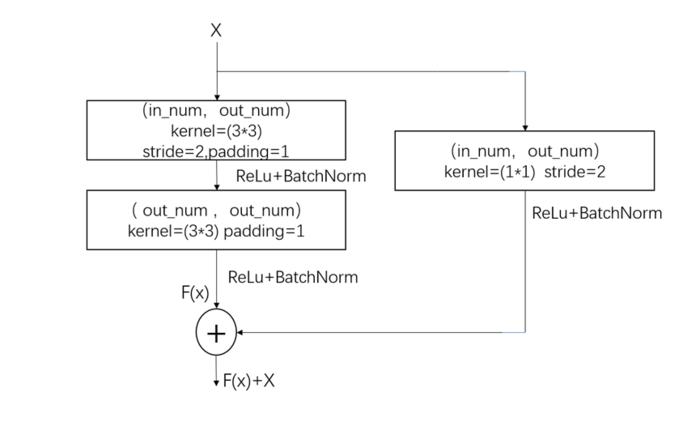 X
(in_num, out_num)
kernel=(3*3)
stride=2,padding=1
ReLu+BatchNorm
( out_num , out_num)
kernel=(3*3) padding=1
ReLu+BatchNorm
F(x)
+
F(x)+X
(in_num, out_num)
kernel=(1*1) stride=2
ReLu+BatchNorm